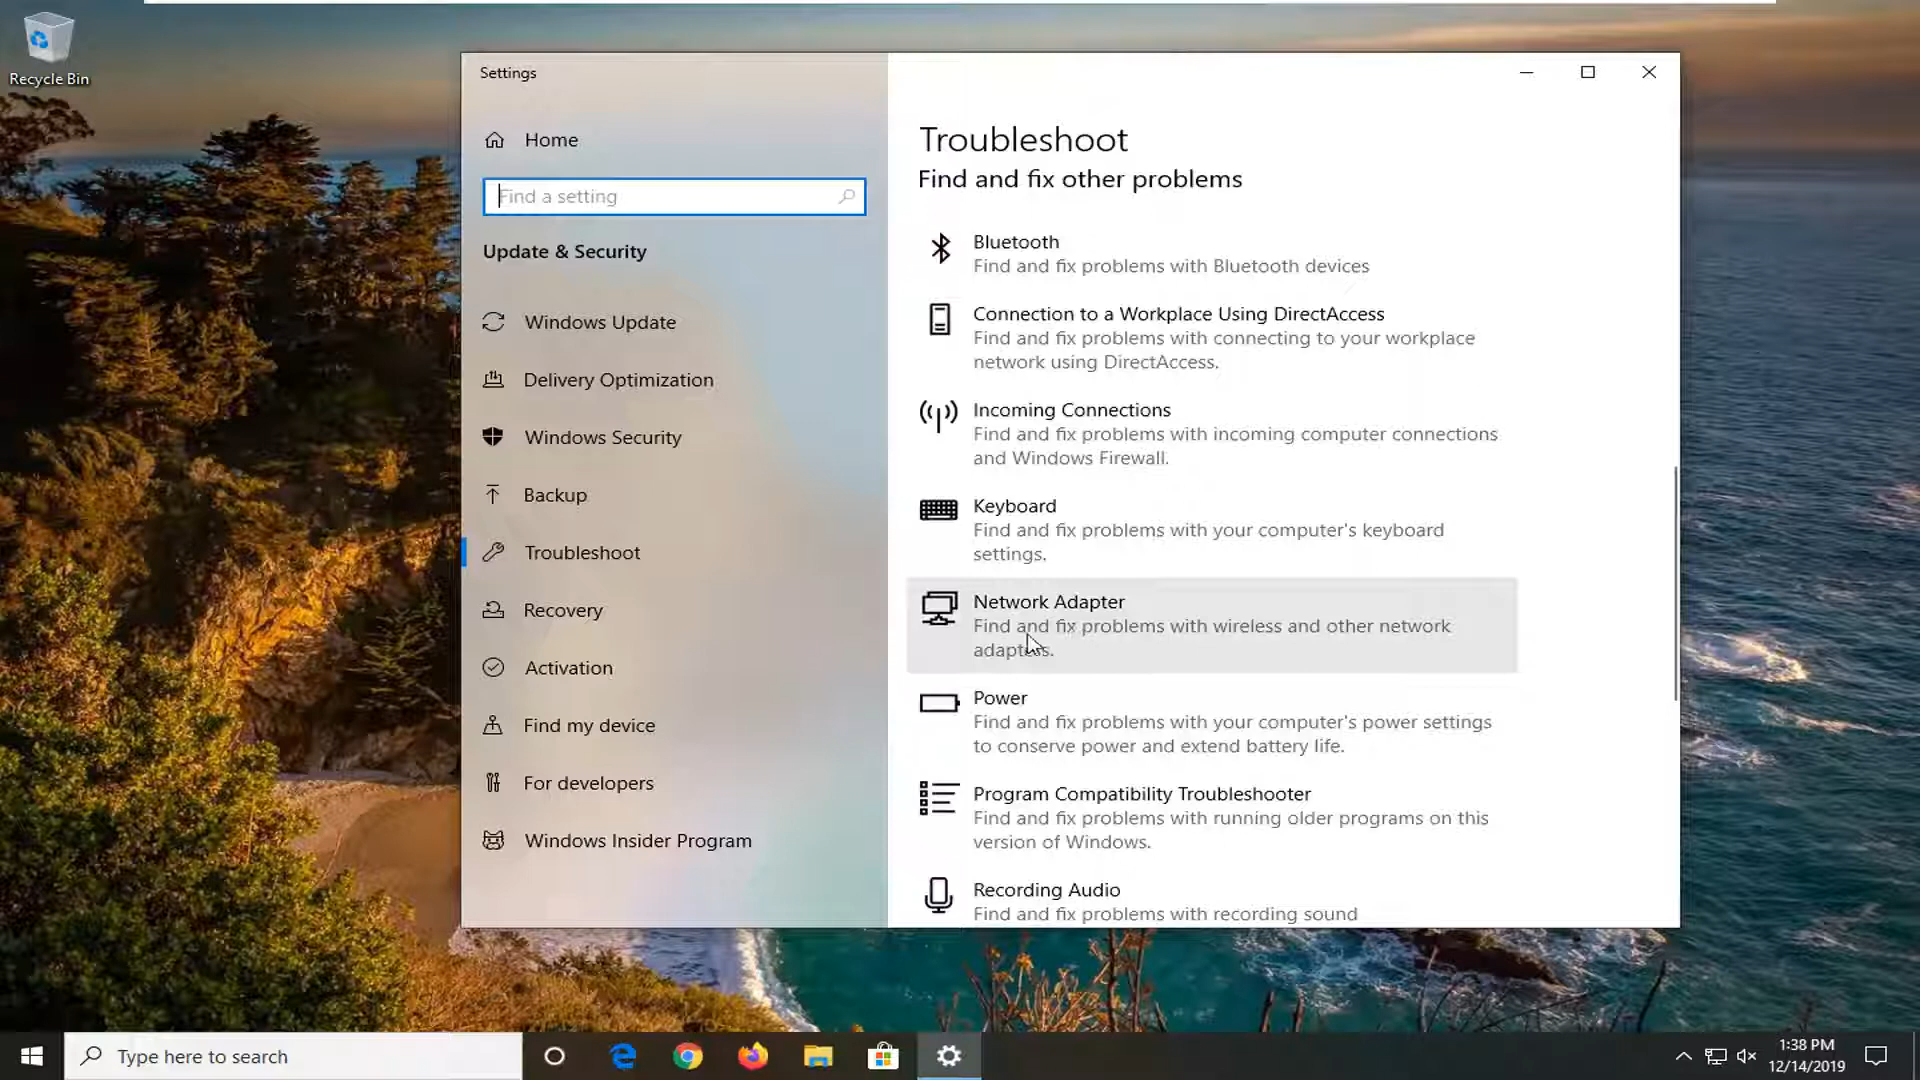 Recycle Bin
Settings
Home
Find a setting
Update & Security
Windows Update
Delivery Optimization
Windows Security
Backup
Troubleshoot
Recovery
Activation
Find my device
For developers
Windows Insider Program
Troubleshoot
Find and fix other problems
Bluetooth
Find and fix problems with Bluetooth devices
Connection to a Workplace Using DirectAccess
Find and fix problems with connecting to your workplace
network using DirectAccess.
Incoming Connections
Find and fix problems with incoming computer connections
and Windows Firewall.
Keyboard
Find and fix problems with your computer's keyboard
settings.
Network Adapter
Find and fix problems with wireless and other network
adapters.
Power
Find and fix problems with your computer's power settings
to conserve power and extend battery life.
Program Compatibility Troubleshooter
Find and fix problems with running older programs on this
version of Windows.
Recording Audio
Find and fix problems with recording sound
Type here to search
1:38 PM
12/14/2019